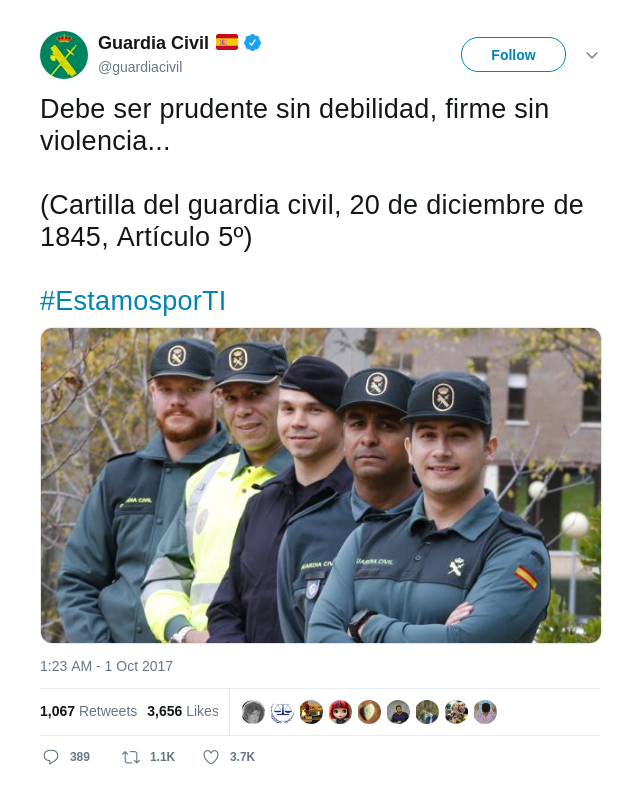 Guardia Civil
@guardiacivil
Follow
Debe ser prudente sin debilidad, firme sin
violencia...
(Cartilla del guardia civil, 20 de diciembre de
1845, Artículo 5º)
#EstamosporTI
GUARDIA CIVIL
1:23 AM - 1 Oct 2017
1,067 Retweets 3,656 Likes
389 1.1K 3.7K